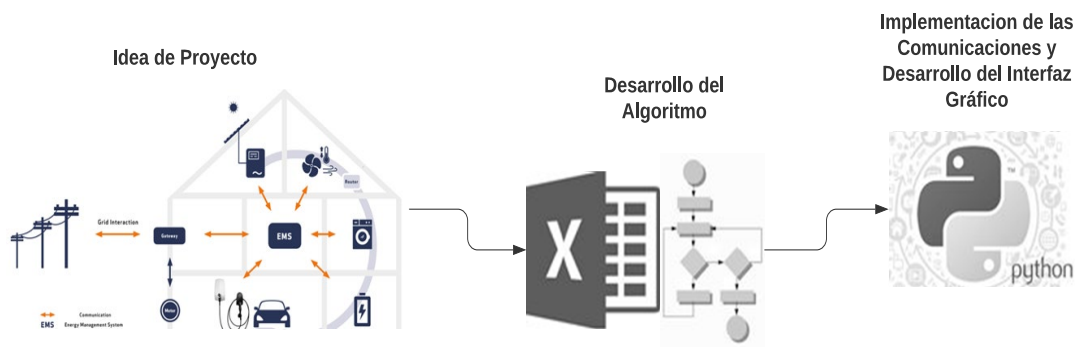 Idea de Proyecto
Grid Interaction
Gateway
EMS
Router
Meter
Communication
EMS Energy Management System
Desarrollo del
Algoritmo
X
Implementacion de las
Comunicaciones y
Desarrollo del Interfaz
Gráfico
python
TM